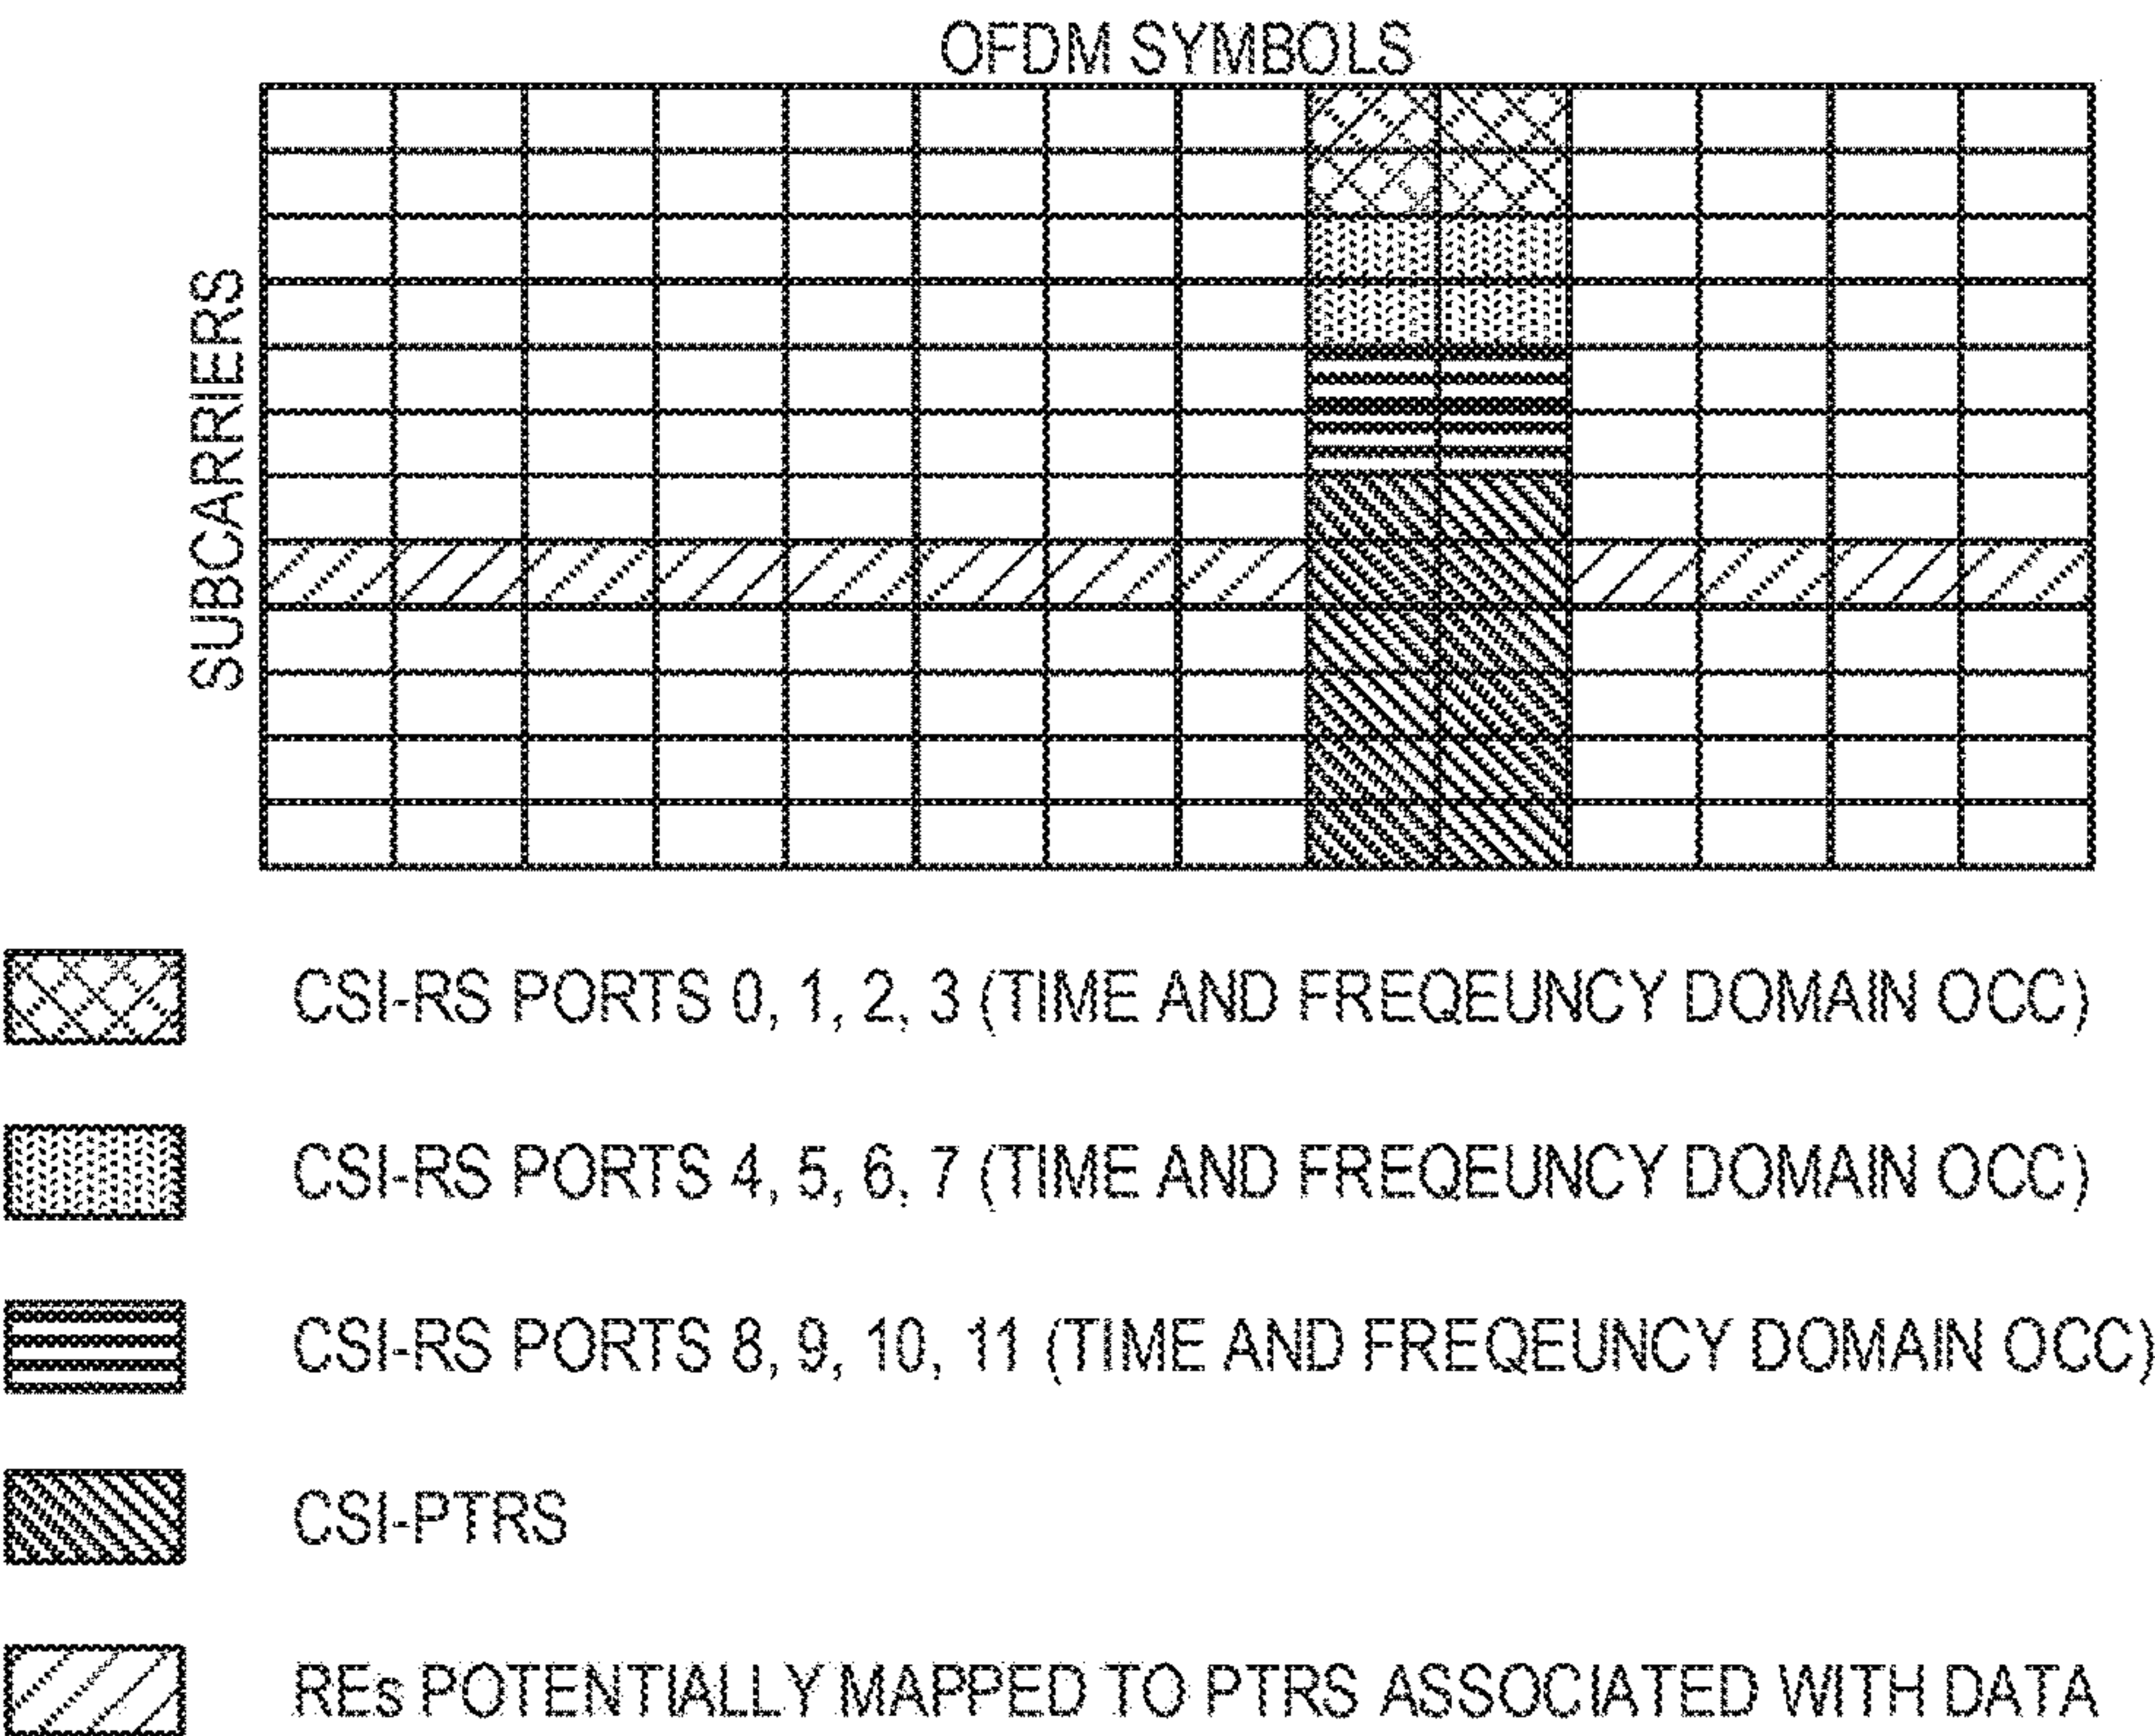 OFDM SYMBOLS
SUBCARRIERS
CSI-RS PORTS 0, 1, 2, 3 (TIME AND FREQEUNCY DOMAIN OCC)
CSI-RS PORTS 4, 5, 6, 7 (TIME AND FREQEUNCY DOMAIN OCC)
CSI-RS PORTS 8, 9, 10, 11 (TIME AND FREQEUNCY DOMAIN OCC)
CSI-PTRS
REs POTENTIALLY MAPPED TO PTRS ASSOCIATED WITH DATA